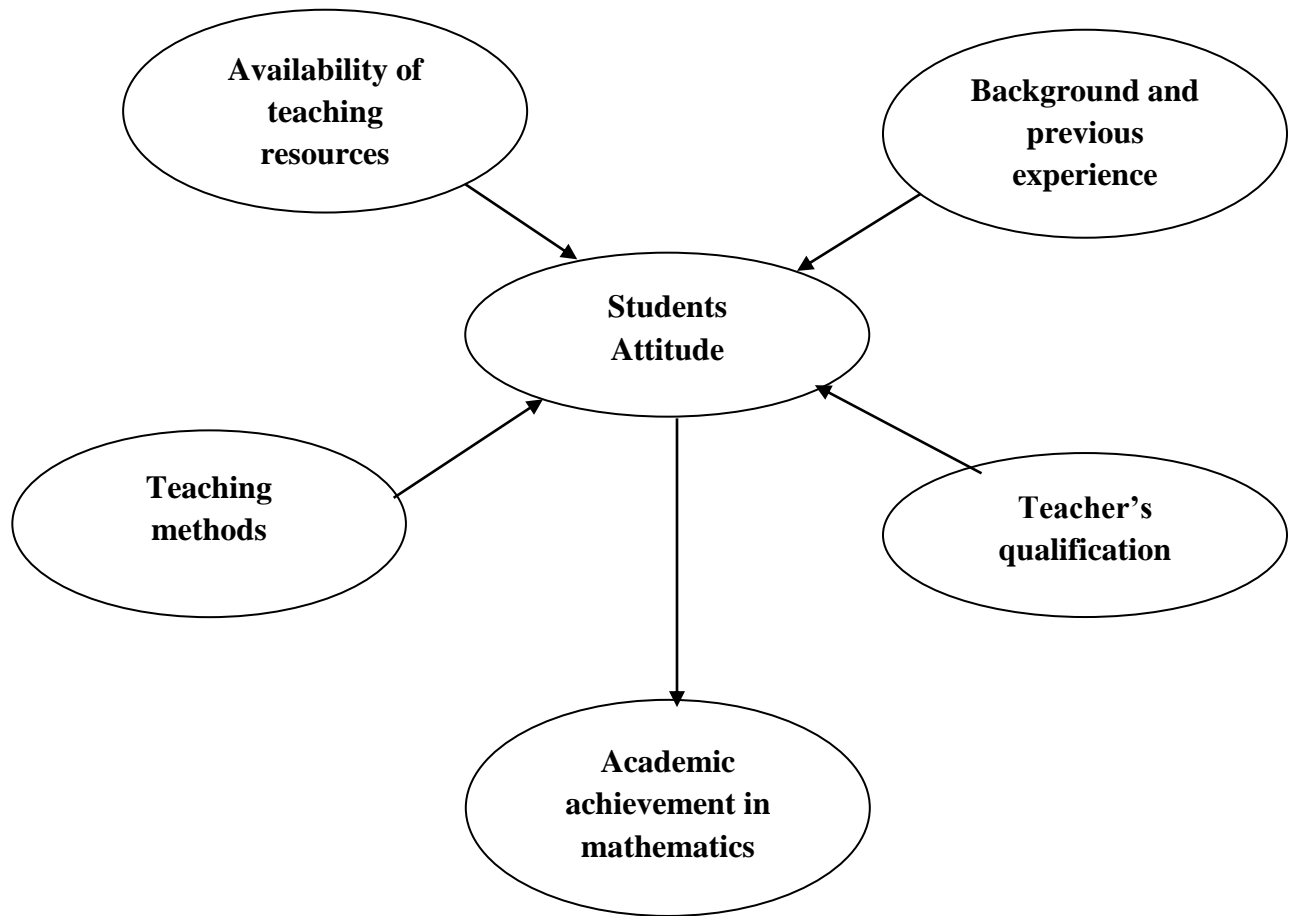 Availability of
teaching
resources
Background and
previous
experience
Students
Attitude
Teaching
methods
Teacher’s
qualification
Academic
achievement in
mathematics